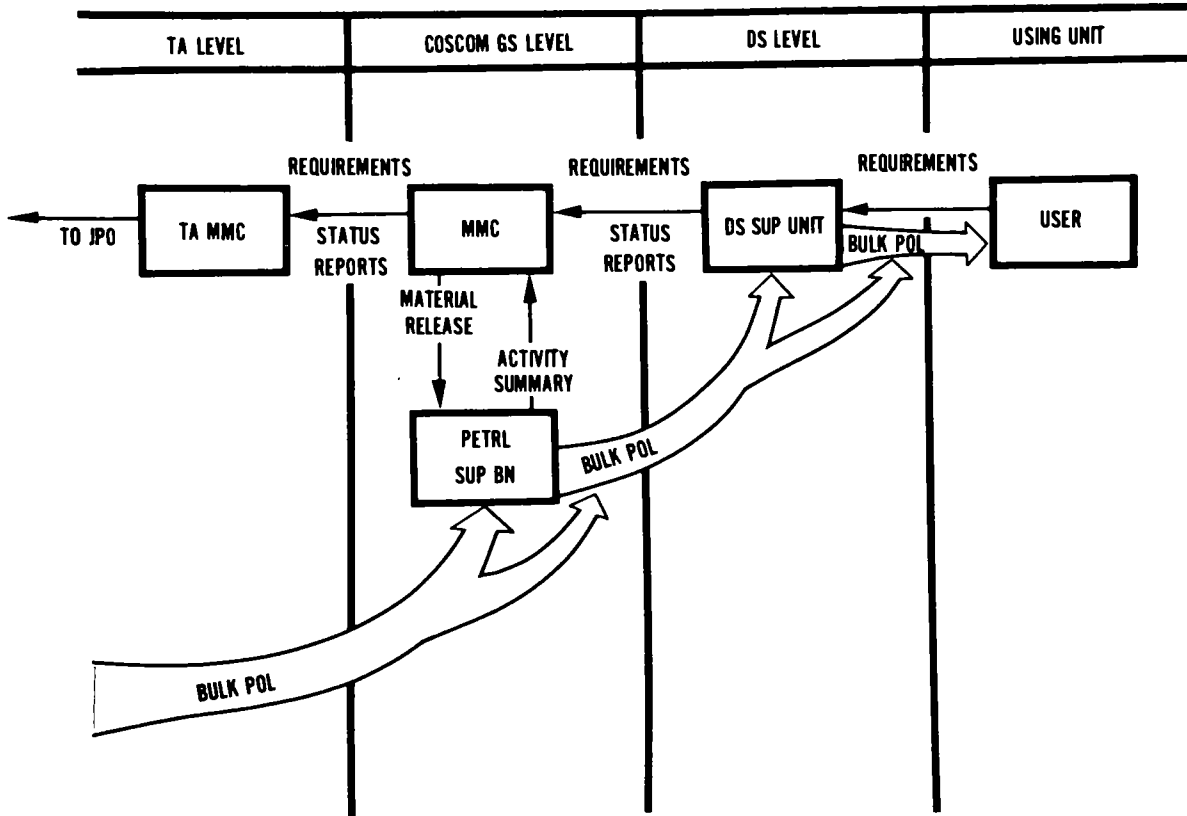 TA LEVEL
COSCOM GS LEVEL
DS LEVEL
USING UNIT
REQUIREMENTS
REQUIREMENTS
REQUIREMENTS
TA MMC
MMC
DS SUP UNIT
USER
TO JPO
STATUS
REPORTS
STATUS
REPORTS
BULK POL
MATERIAL
RELEASE
ACTIVITY
SUMMARY
PETRL
SUP BN
BULK POL
BULK POL